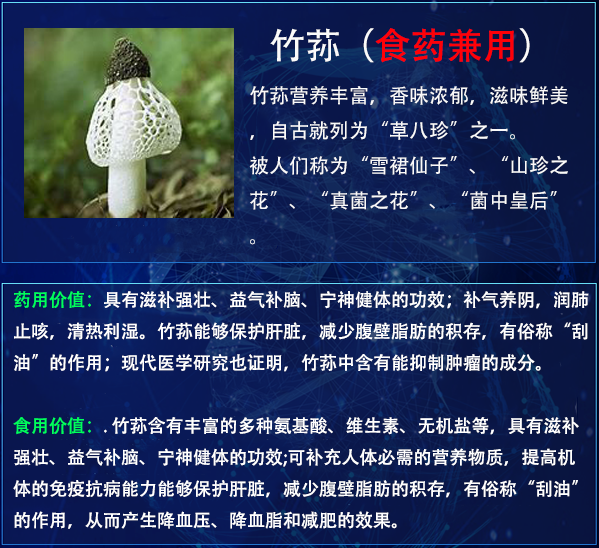 竹荪（食药兼用）
竹荪营养丰富，香味浓郁，滋味鲜美
，自古就列为“草八珍”之一。
被人们称为“雪裙仙子”、“山珍之
花”、“真菌之花”、“菌中皇后”
。
药用价值：具有滋补强壮、益气补脑、宁神健体的功效；补气养阴，润肺
止咳，清热利湿。竹荪能够保护肝脏，减少腹壁脂肪的积存，有俗称“刮
油”的作用；现代医学研究也证明，竹荪中含有能抑制肿瘤的成分。
食用价值：.竹荪含有丰富的多种氨基酸、维生素、无机盐等，具有滋补
强壮、益气补脑、宁神健体的功效;可补充人体必需的营养物质，提高机
体的免疫抗病能力能够保护肝脏，减少腹壁脂肪的积存，有俗称“刮油”
的作用，从而产生降血压、降血脂和减肥的效果。